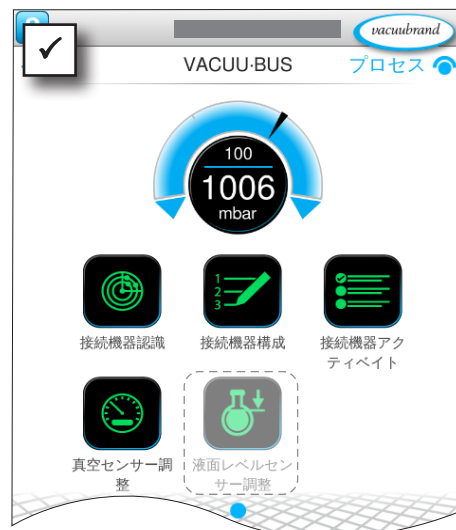 vacuubrand
VACUU·BUS
プロセス
100
1006
mbar
1
2
3
接続機器認識
接続機器構成
接続機器アク
ティベイト
真空センサー調
整
液面レベルセン
サー調整